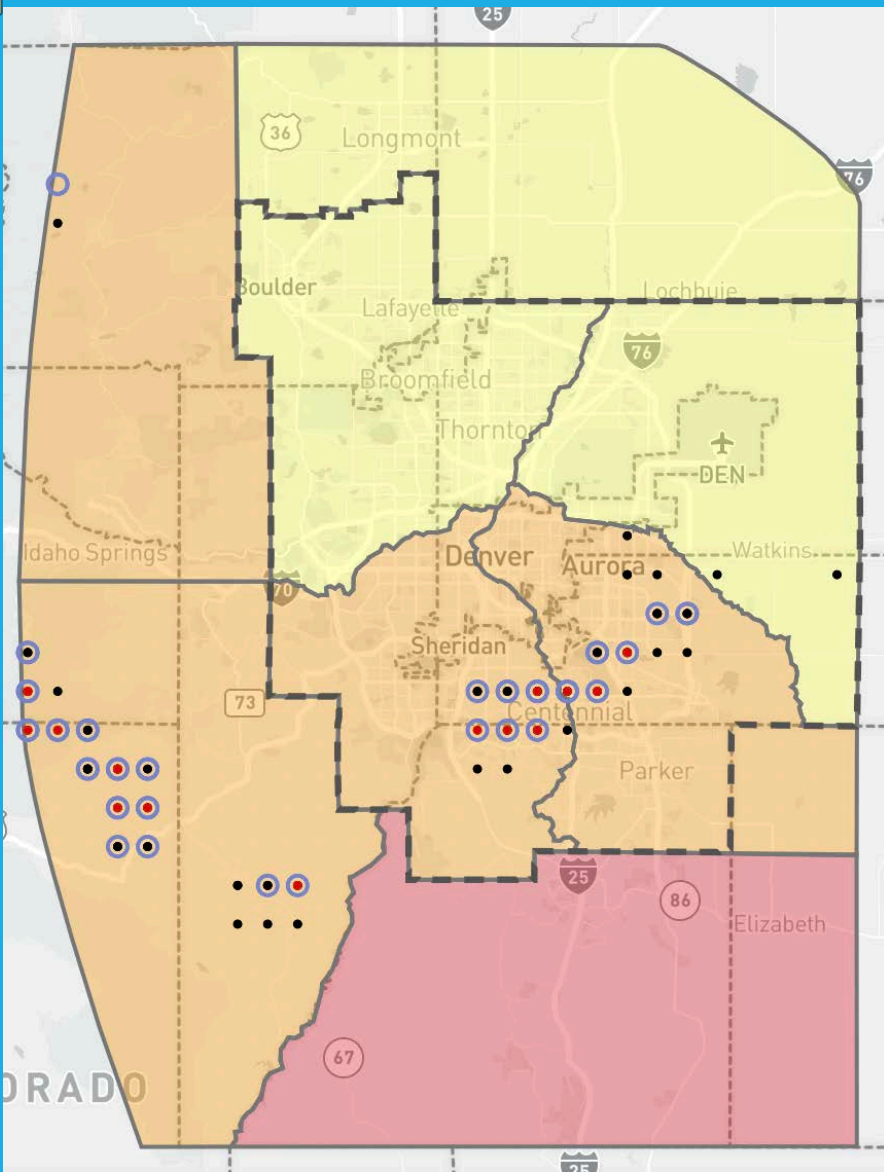 25
36
Longmont
76
Boulder
Lochbuie
Lafayette
76
Broomfield
Thornton
DEN
Idaho Springs
Denver
Aurora
Watkins
70
Sheridan
73
Centennial
Parker
25
86
Elizabeth
67
ORADO
25